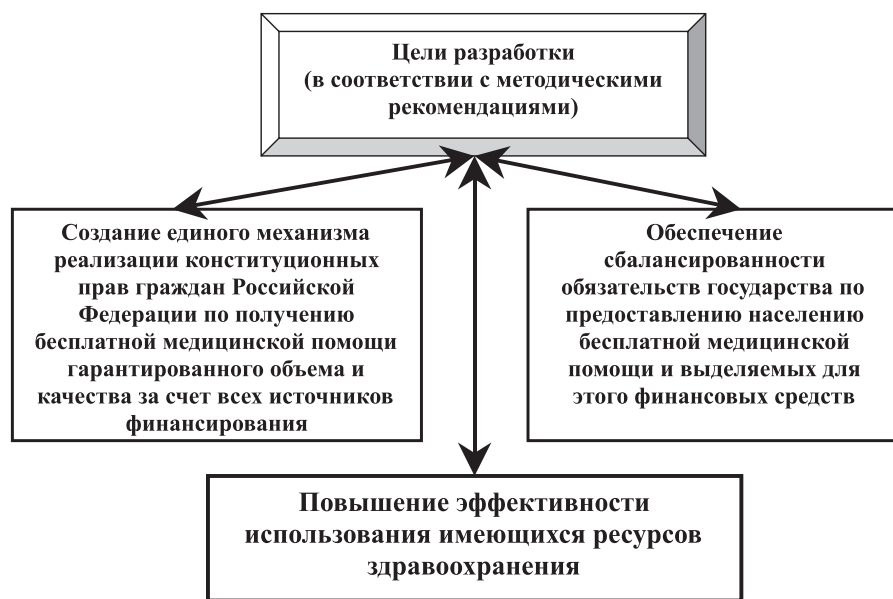 Цели разработки
(в соответствии с методическими
рекомендациями)
Создание единого механизма
реализации конституционных
прав граждан Российской
Федерации по получению
бесплатной медицинской помощи
гарантированного объема и
качества за счет всех источников
финансирования
Обеспечение
сбалансированности
обязательств государства по
предоставлению населению
бесплатной медицинской
помощи и выделяемых для
этого финансовых средств
Повышение эффективности
использования имеющихся ресурсов
здравоохранения